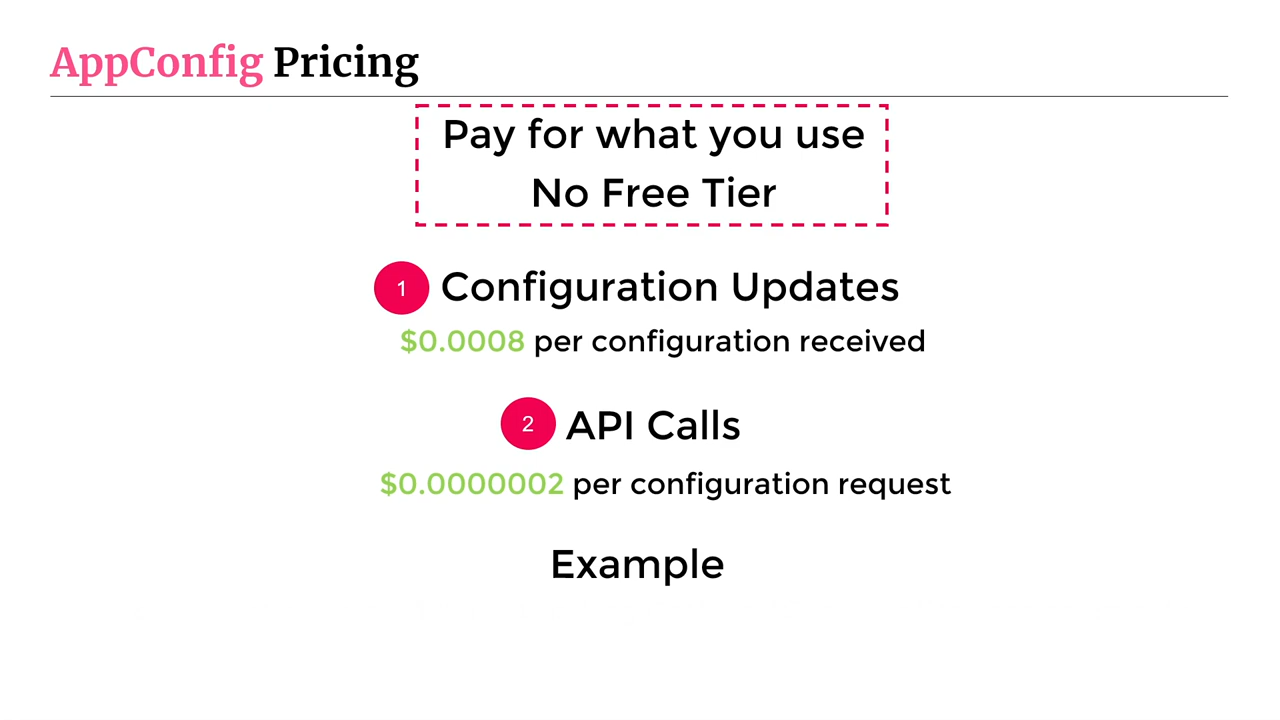 AppConfig Pricing
Pay for what you use
No Free Tier
1 Configuration Updates
$0.0008 per configuration received
2 API Calls
$0.0000002 per configuration request
Example